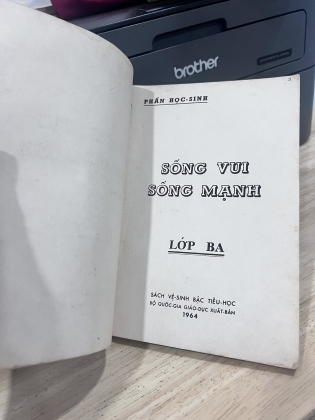 brother
PHẦN HỌC-SINH
SỐNG VUI
SỐNG MẠNH
LỚP BA
SÁCH VỆ-SINH BẬC TIỂU-HỌC
BỘ QUỐC-GIA GIÁO-DỤC XUẤT-BẢN
1964